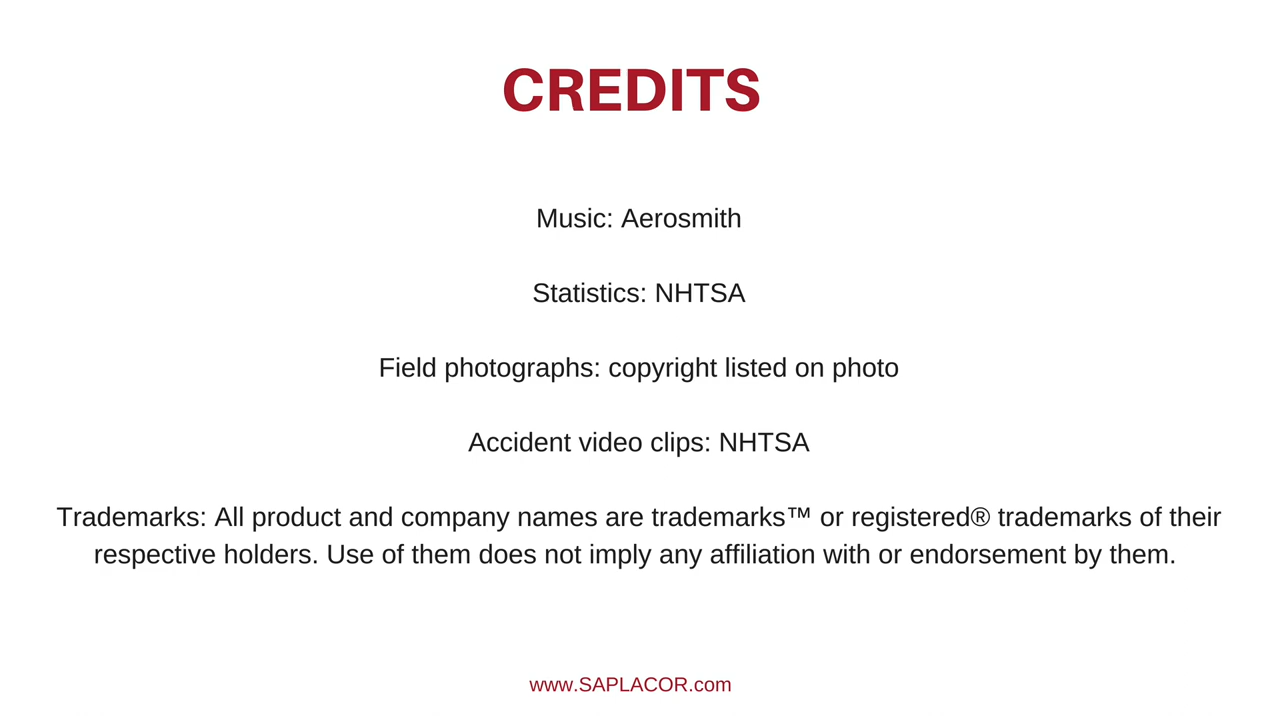 CREDITS
Music: Aerosmith
Statistics: NHTSA
Field photographs: copyright listed on photo
Accident video clips: NHTSA
Trademarks: All product and company names are trademarks™ or registered® trademarks of their
respective holders. Use of them does not imply any affiliation with or endorsement by them.
www.SAPLACOR.com